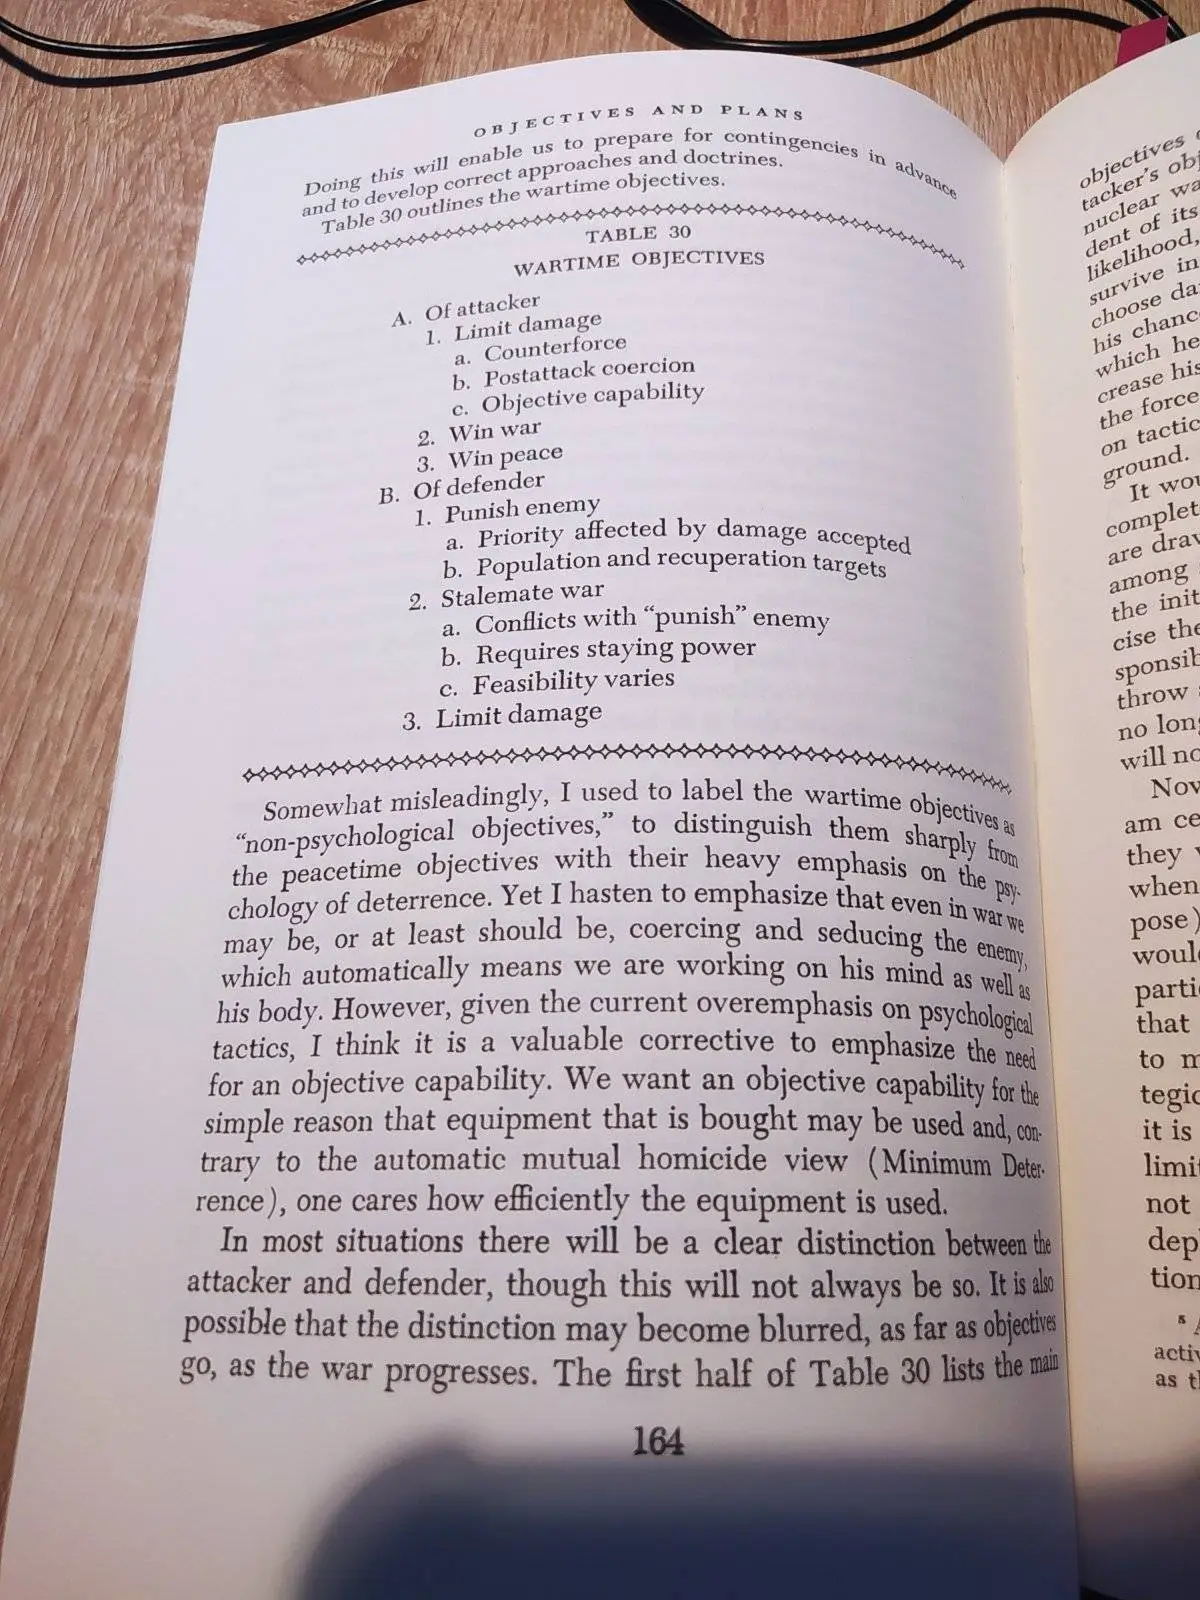 OBJECTIVES AND PLANS
Doing this will enable us to prepare for contingencies in advance
and to develop correct approaches and doctrines.
Table 30 outlines the wartime objectives.
TABLE 30
WARTIME OBJECTIVES
A. Of attacker
1. Limit damage
a. Counterforce
b. Postattack coercion
c. Objective capability
2. Win war
3. Win peace
B. Of defender
1. Punish enemy
a. Priority affected by damage accepted
b. Population and recuperation targets
2. Stalemate war
a. Conflicts with “punish” enemy
b. Requires staying power
c. Feasibility varies
3. Limit damage
Somewhat misleadingly, I used to label the wartime objectives as
“non-psychological objectives,” to distinguish them sharply from
the peacetime objectives with their heavy emphasis on the psy-
chology of deterrence. Yet I hasten to emphasize that even in war we
may be, or at least should be, coercing and seducing the enemy,
which automatically means we are working on his mind as well as
his body. However, given the current overemphasis on psychological
tactics, I think it is a valuable corrective to emphasize the need
for an objective capability. We want an objective capability for the
simple reason that equipment that is bought may be used and, con-
trary to the automatic mutual homicide view (Minimum Deter-
rence), one cares how efficiently the equipment is used.
In most situations there will be a clear distinction between the
attacker and defender, though this will not always be so. It is also
possible that the distinction may become blurred, as far as objectives
go, as the war progresses. The first half of Table 30 lists the main
164
objectives
tacker's
nuclear
dent of its
likelihood,
survive in
choose
his
which he
crease his
the force
on
ground.
It
are
among
the
cise
throw
no
will
am
they
when
pose)
that
to
it is
not
as